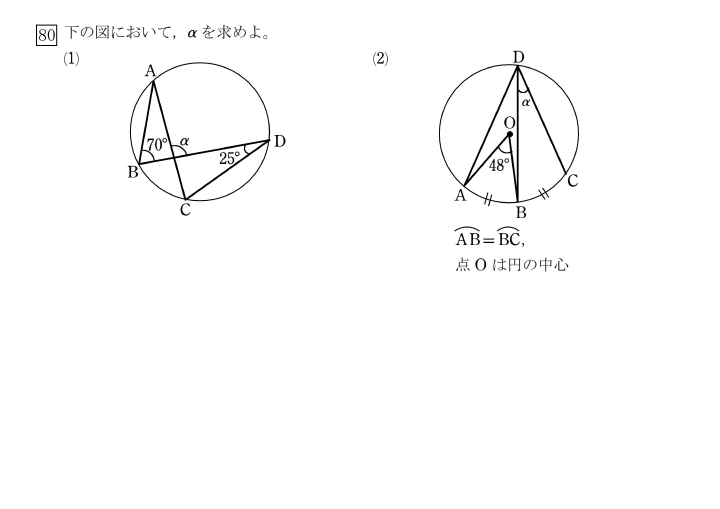 80 下の図において，αを求めよ。
(1)
A
70°
α
B
25°
D
C
(2)
D
α
O
48°
A
B
C
AB=BC,
点 O は円の中心